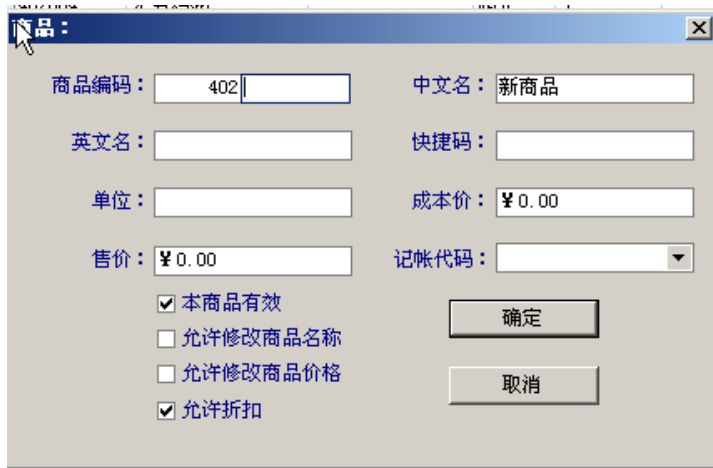 商品：
商品编码： 402 中文名： 新商品
英文名： 快捷码：
单位： 成本价： ￥0.00
售价： ￥0.00 记帐代码：
本商品有效
允许修改商品名称
允许修改商品价格
允许折扣
确定
取消